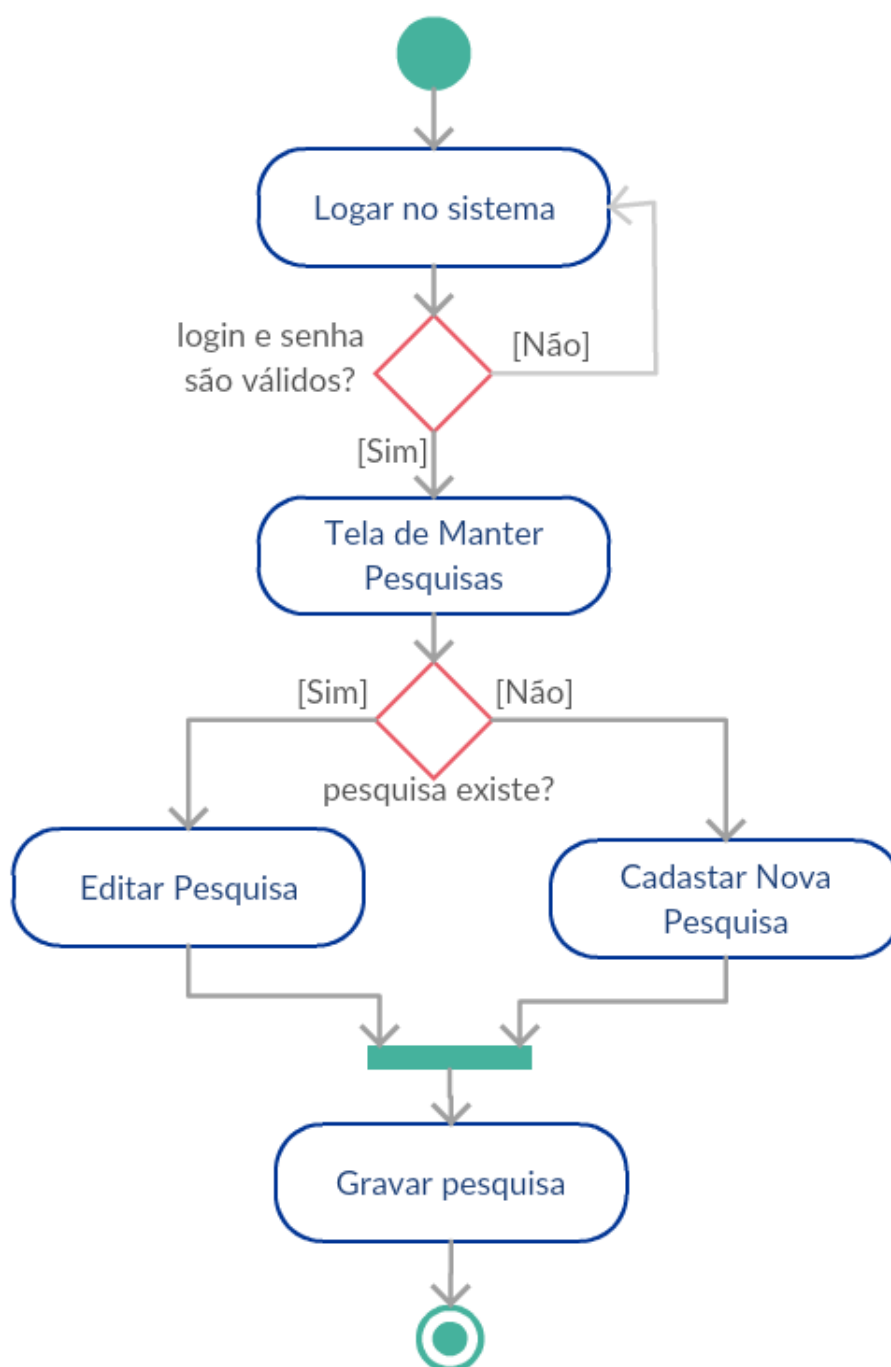 Logar no sistema
login e senha
são válidos?
[Não]
[Sim]
Tela de Manter
Pesquisas
[Sim]
[Não]
pesquisa existe?
Editar Pesquisa
Cadastar Nova
Pesquisa
Gravar pesquisa